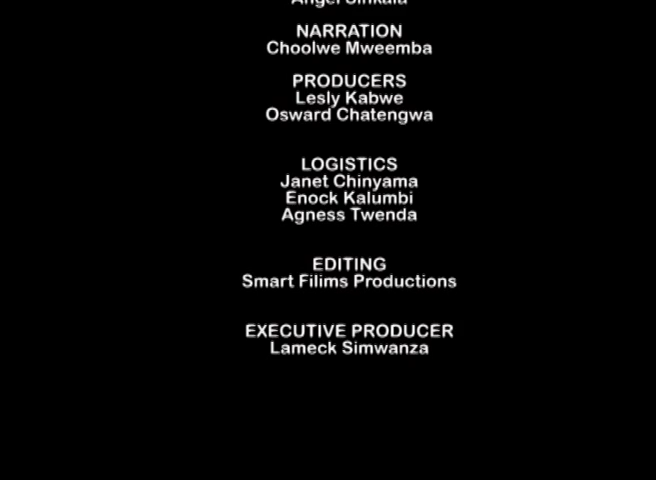 NARRATION
Choolwe Mweemba
PRODUCERS
Lesly Kabwe
Osward Chatengwa
LOGISTICS
Janet Chinyama
Enock Kalumbi
Agness Twenda
EDITING
Smart Filims Productions
EXECUTIVE PRODUCER
Lameck Simwanza